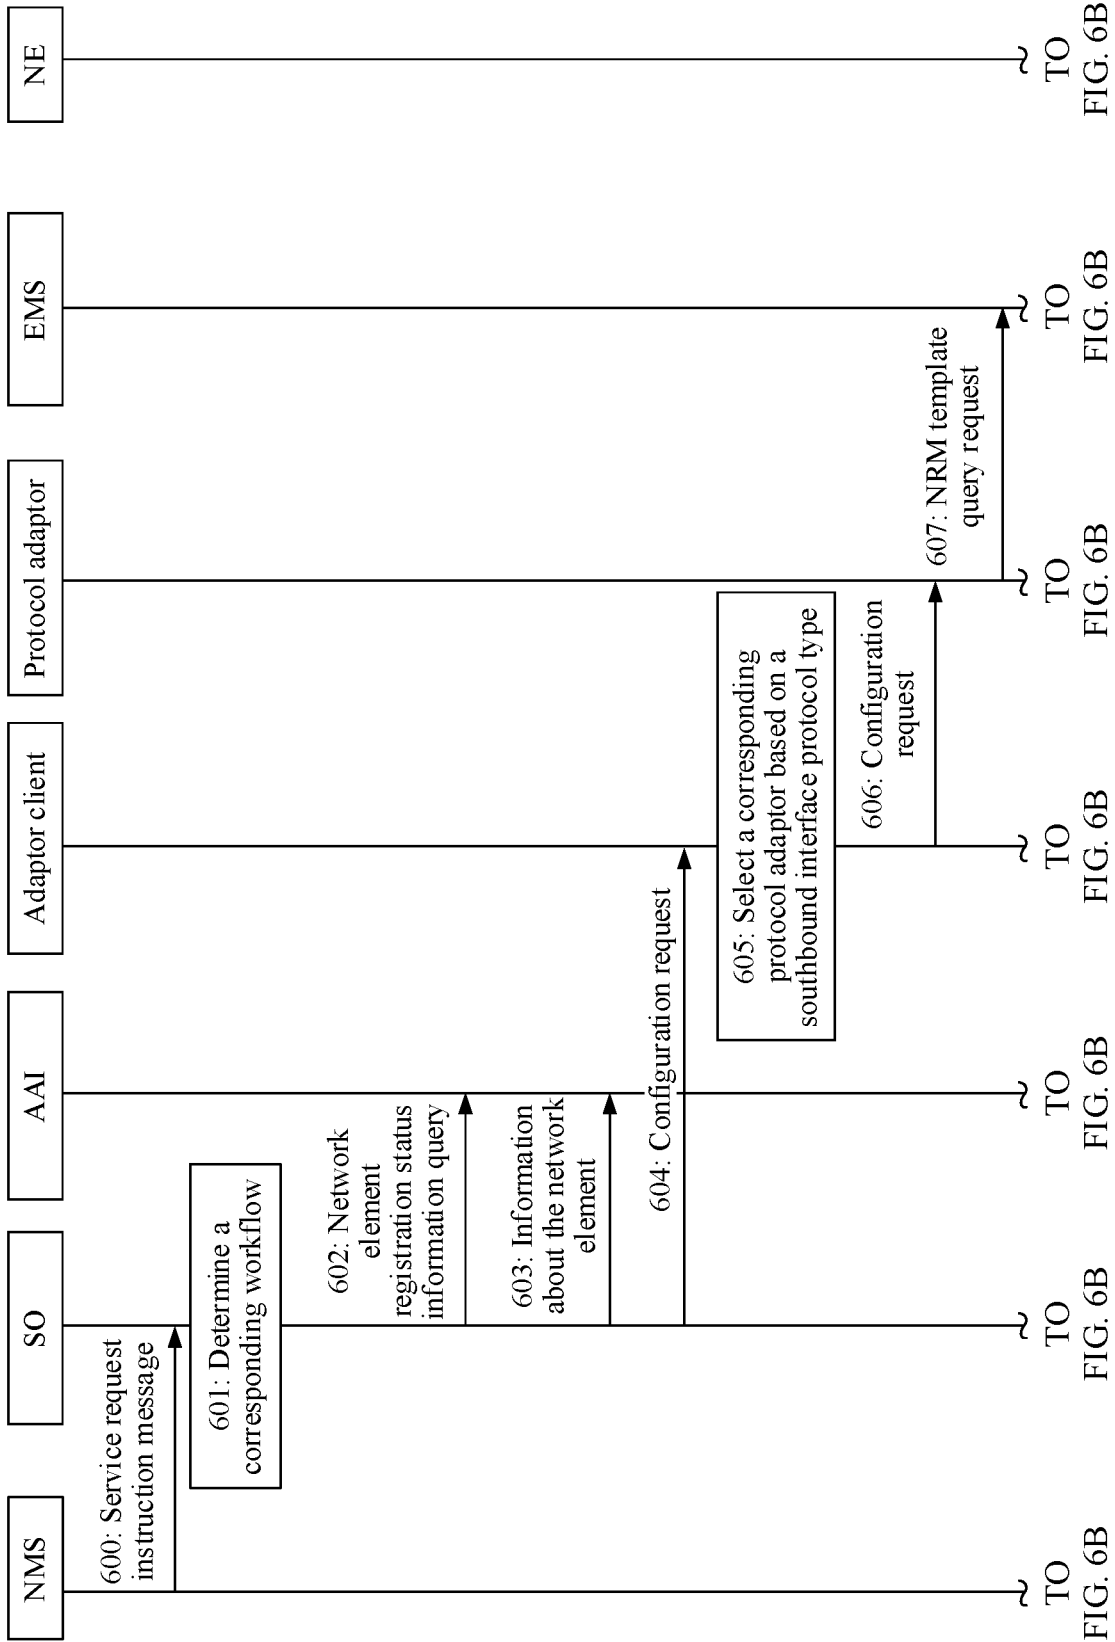 NMS
SO
AAI
Adaptor client
Protocol adaptor
EMS
NE
600: Service request
instruction message
601: Determine a
corresponding workflow
602: Network
element
registration status
information query
603: Information
about the network
element
604: Configuration request
605: Select a corresponding
protocol adaptor based on a
southbound interface protocol type
606: Configuration
request
607: NRM template
query request
TO
FIG. 6B
TO
FIG. 6B
TO
FIG. 6B
TO
FIG. 6B
TO
FIG. 6B
TO
FIG. 6B
TO
FIG. 6B